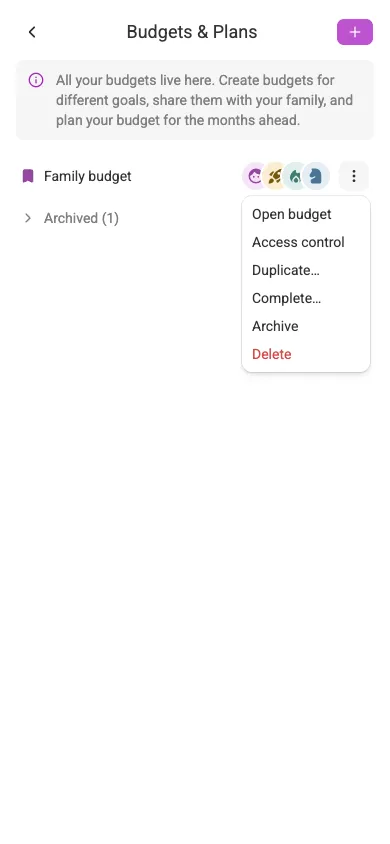 Budgets & Plans
All your budgets live here. Create budgets for
different goals, share them with your family, and
plan your budget for the months ahead.
Family budget
Archived (1)
Open budget
Access control
Duplicate…
Complete…
Archive
Delete